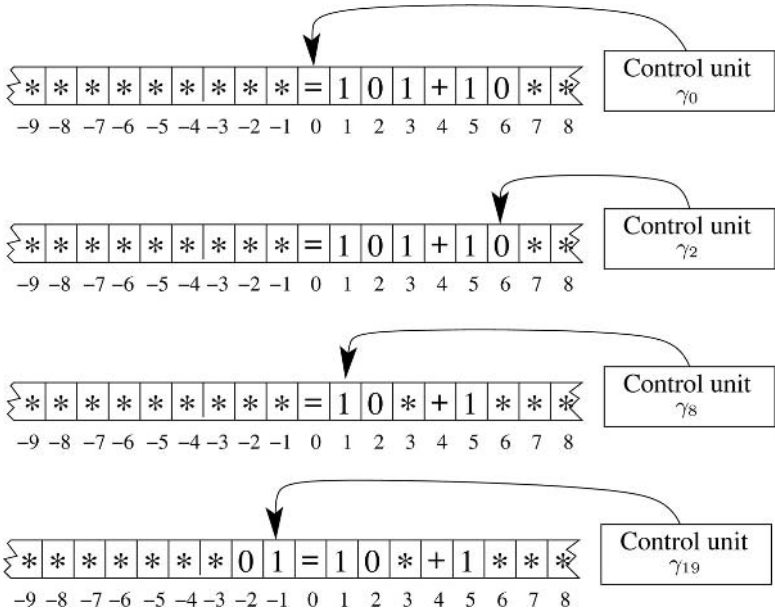 Control unit
γ₀
* * * * * * * * * = 1 0 1 + 1 0 * *
–9 –8 –7 –6 –5 –4 –3 –2 –1 0 1 2 3 4 5 6 7 8
Control unit
γ₂
* * * * * * * * * = 1 0 1 + 1 0 * *
–9 –8 –7 –6 –5 –4 –3 –2 –1 0 1 2 3 4 5 6 7 8
Control unit
γ₈
* * * * * * * * * = 1 0 * + 1 * * *
–9 –8 –7 –6 –5 –4 –3 –2 –1 0 1 2 3 4 5 6 7 8
Control unit
γ₁₉
* * * * * * * 0 1 = 1 0 * + 1 * * *
–9 –8 –7 –6 –5 –4 –3 –2 –1 0 1 2 3 4 5 6 7 8